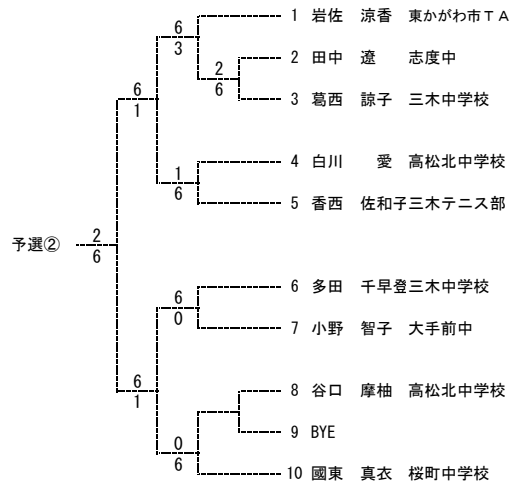 1 岩佐 涼香 東かがわ市ＴＡ
6
3
2 田中 遼 志度中
2
6
3 葛西 諒子 三木中学校
6
1
4 白川 愛 高松北中学校
1
6
5 香西 佐和子三木テニス部
予選② 2
6
6 多田 千早登三木中学校
6
0
7 小野 智子 大手前中
6
1
8 谷口 摩柚 高松北中学校
9 BYE
0
6
10 國東 真衣 桜町中学校